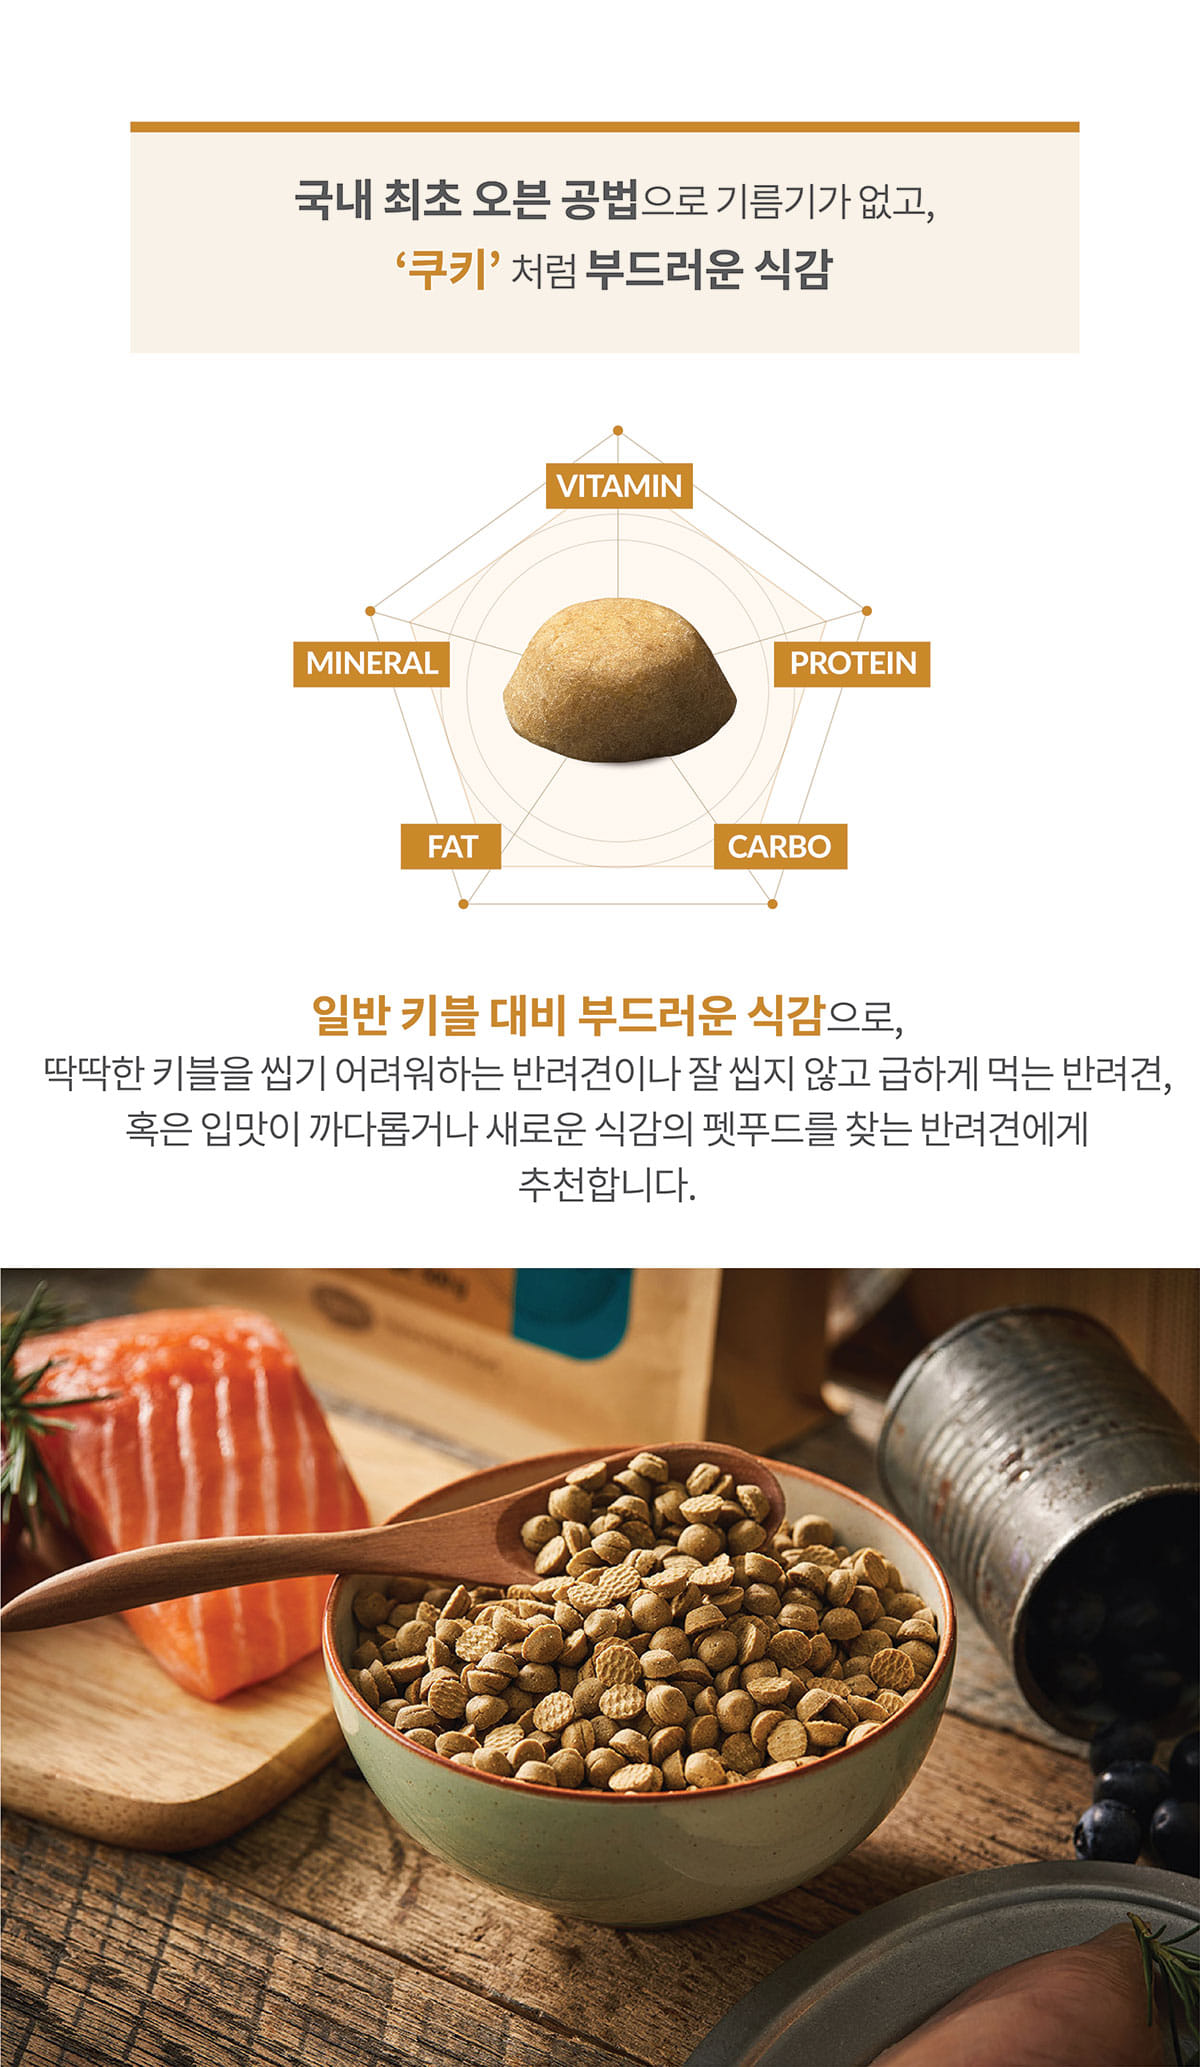 국내 최초 오븐 공법으로 기름기가 없고,
‘쿠키’ 처럼 부드러운 식감
VITAMIN
MINERAL
PROTEIN
FAT
CARBO
일반 키블 대비 부드러운 식감으로,
딱딱한 키블을 씹기 어려워하는 반려견이나 잘 씹지 않고 급하게 먹는 반려견,
혹은 입맛이 까다롭거나 새로운 식감의 펫푸드를 찾는 반려견에게
추천합니다.